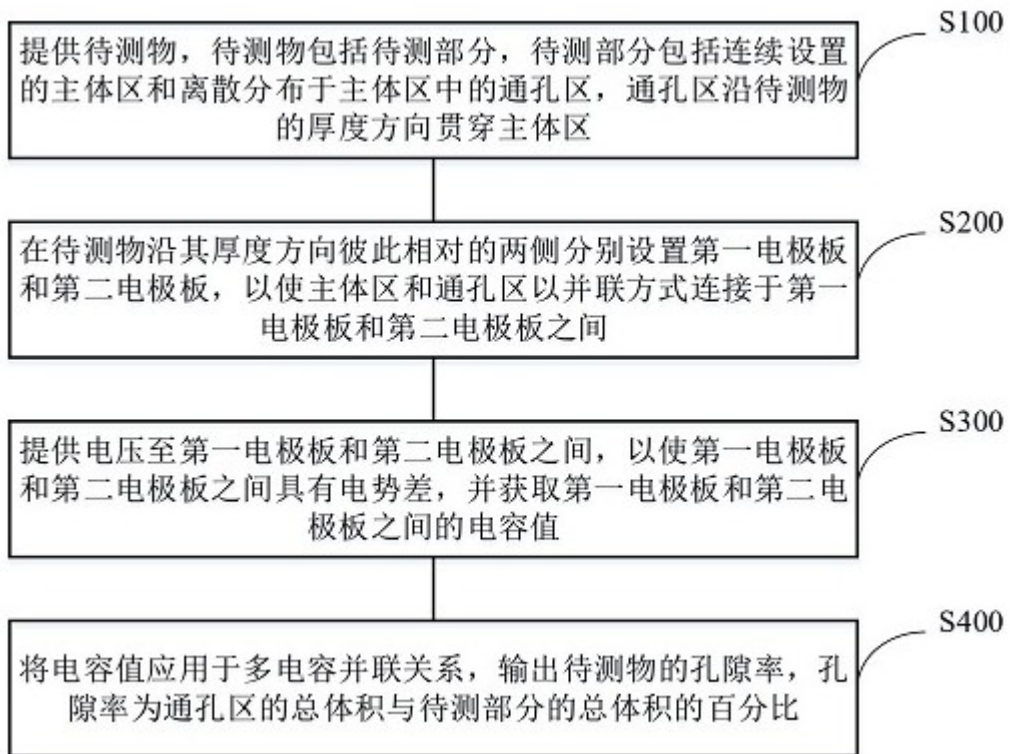 S100
提供待测物，待测物包括待测部分，待测部分包括连续设置
的主体区和离散分布于主体区中的通孔区，通孔区沿待测物
的厚度方向贯穿主体区
S200
在待测物沿其厚度方向彼此相对的两侧分别设置第一电极板
和第二电极板，以使主体区和通孔区以并联方式连接于第一
电极板和第二电极板之间
S300
提供电压至第一电极板和第二电极板之间，以使第一电极板
和第二电极板之间具有电势差，并获取第一电极板和第二电
极板之间的电容值
S400
将电容值应用于多电容并联关系，输出待测物的孔隙率，孔
隙率为通孔区的总体积与待测部分的总体积的百分比